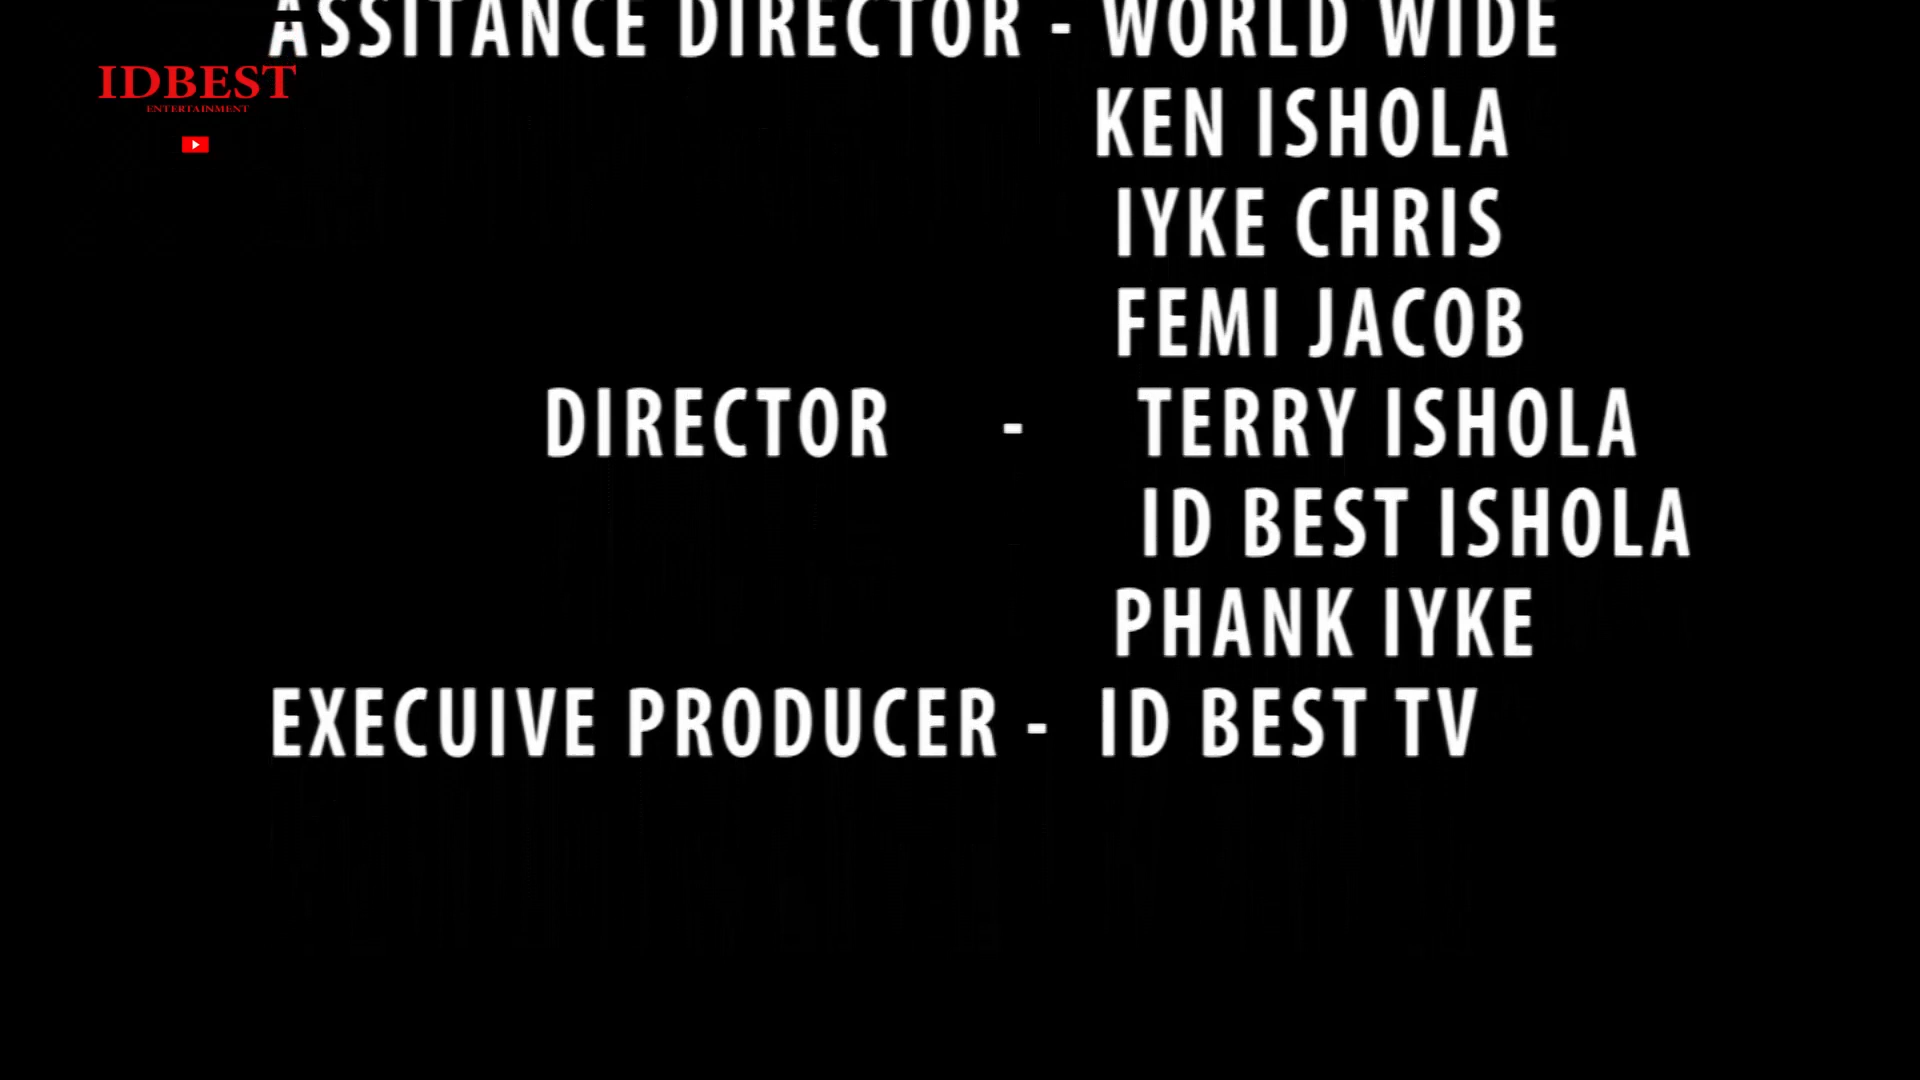 ASSITANCE DIRECTOR - WORLD WIDE
IDBEST
ENTERTAINMENT
KEN ISHOLA
IYKE CHRIS
FEMI JACOB
DIRECTOR - TERRY ISHOLA
ID BEST ISHOLA
PHANK IYKE
EXECUIVE PRODUCER - ID BEST TV